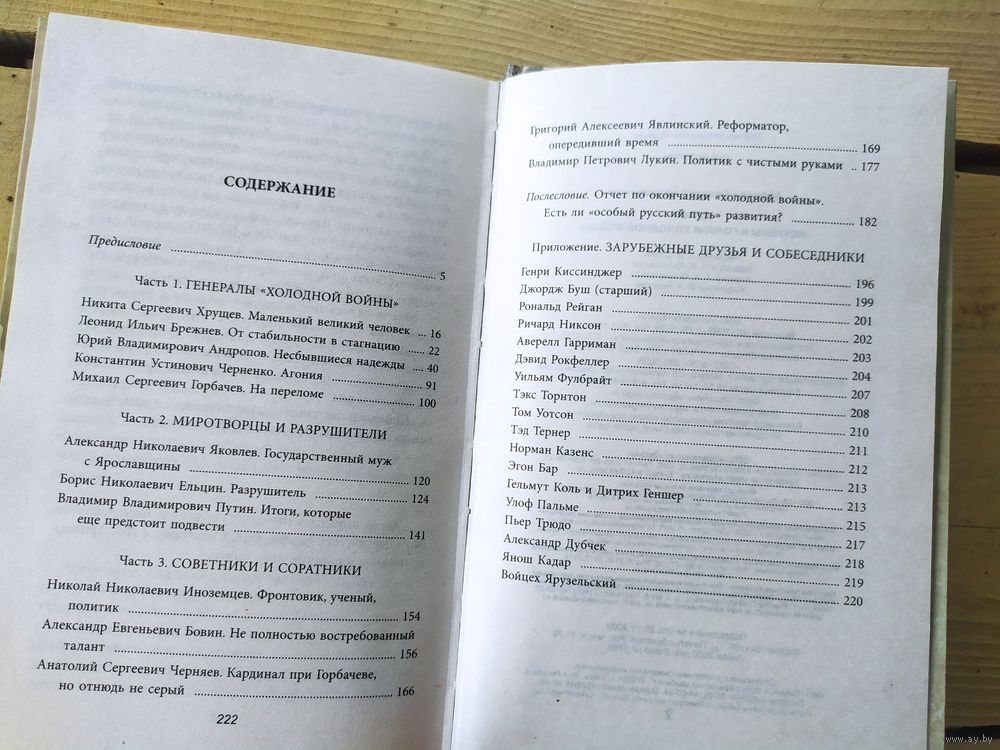 СОДЕРЖАНИЕ
Предисловие ..... 5
Часть 1. ГЕНЕРАЛЫ «ХОЛОДНОЙ ВОЙНЫ»
Никита Сергеевич Хрущев. Маленький великий человек ... 16
Леонид Ильич Брежнев. От стабильности в стагнацию ..... 22
Юрий Владимирович Андропов. Несбывшиеся надежды .... 40
Константин Устинович Черненко. Агония ..... 91
Михаил Сергеевич Горбачев. На переломе ..... 100
Часть 2. МИРОТВОРЦЫ И РАЗРУШИТЕЛИ
Александр Николаевич Яковлев. Государственный муж
с Ярославщины ..... 120
Борис Николаевич Ельцин. Разрушитель ..... 124
Владимир Владимирович Путин. Итоги, которые
еще предстоит подвести ..... 141
Часть 3. СОВЕТНИКИ И СОРАТНИКИ
Николай Николаевич Иноземцев. Фронтовик, ученый,
политик ..... 154
Александр Евгеньевич Бовин. Не полностью востребованный
талант ..... 156
Анатолий Сергеевич Черняев. Кардинал при Горбачеве,
но отнюдь не серый ..... 166
222
Григорий Алексеевич Явлинский. Реформатор,
опередивший время ..... 169
Владимир Петрович Лукин. Политик с чистыми руками .. 177
Послесловие. Отчет по окончании «холодной войны».
Есть ли «особый русский путь» развития? ..... 182
Приложение. ЗАРУБЕЖНЫЕ ДРУЗЬЯ И СОБЕСЕДНИКИ
Генри Киссинджер ..... 196
Джордж Буш (старший) ..... 199
Рональд Рейган ..... 201
Ричард Никсон ..... 202
Аверелл Гарриман ..... 203
Дэвид Рокфеллер ..... 204
Уильям Фулбрайт ..... 207
Тэкс Торнтон ..... 208
Том Уотсон ..... 210
Тэд Тернер ..... 211
Норман Казенс ..... 212
Эгон Бар ..... 213
Гельмут Коль и Дитрих Геншер ..... 213
Улоф Пальме ..... 215
Пьер Трюдо ..... 217
Александр Дубчек ..... 218
Янош Кадар ..... 219
Войцех Ярузельский ..... 220
www.ay.by